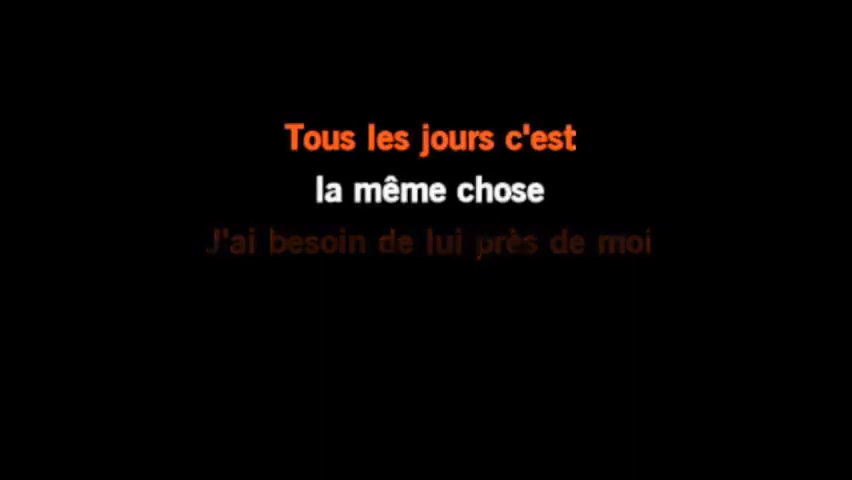 Tous les jours c'est
la même chose
J'ai besoin de lui près de moi